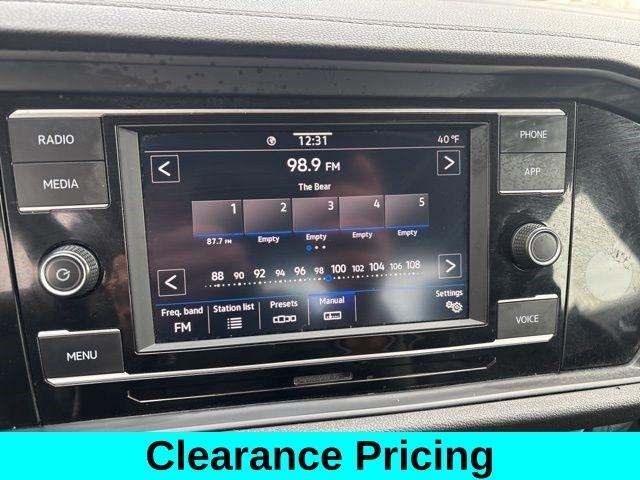 RADIO
MEDIA
MENU
12:31
40 °F
<
98.9 FM
>
The Bear
1 2 3 4 5
87.7 FM Empty Empty Empty Empty
< 88 90 92 94 96 98 100 102 104 106 108 >
Freq. band Station list Presets Manual Settings
FM
PHONE
APP
VOICE
Clearance Pricing